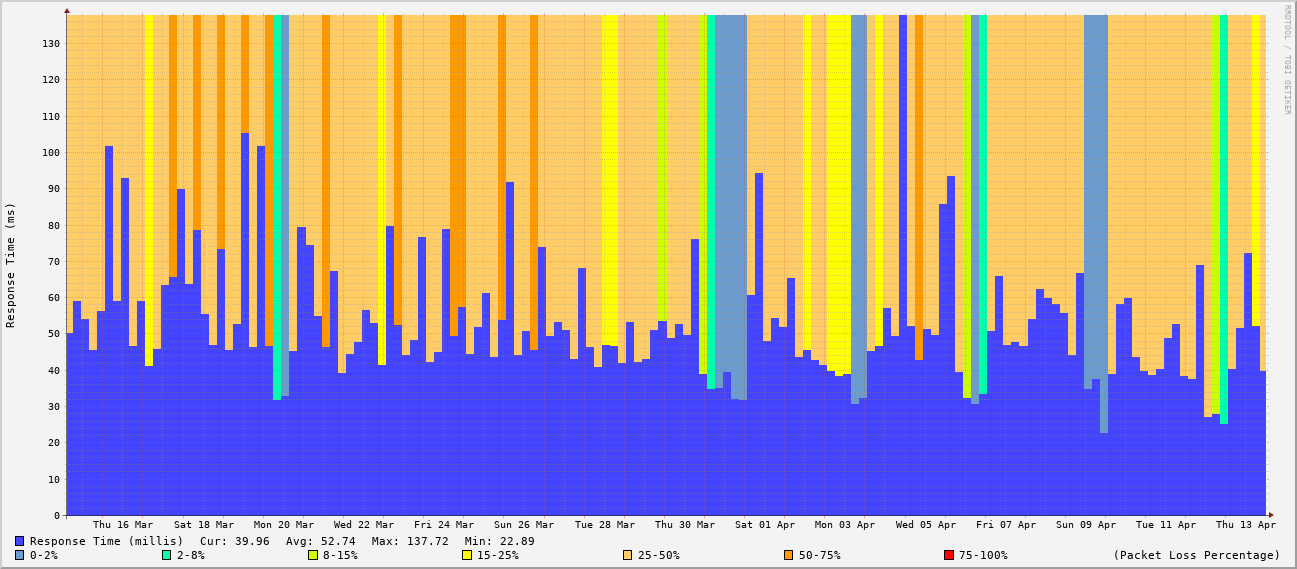 RRDTOOL / TOBI OETIKER
Response Time (ms)
130
120
110
100
90
80
70
60
50
40
30
20
10
0
Thu 16 Mar Sat 18 Mar Mon 20 Mar Wed 22 Mar Fri 24 Mar Sun 26 Mar Tue 28 Mar Thu 30 Mar Sat 01 Apr Mon 03 Apr Wed 05 Apr Fri 07 Apr Sun 09 Apr Tue 11 Apr Thu 13 Apr
Response Time (millis) Cur: 39.96 Avg: 52.74 Max: 137.72 Min: 22.89
0-2% 2-8% 8-15% 15-25% 25-50% 50-75% 75-100% (Packet Loss Percentage)